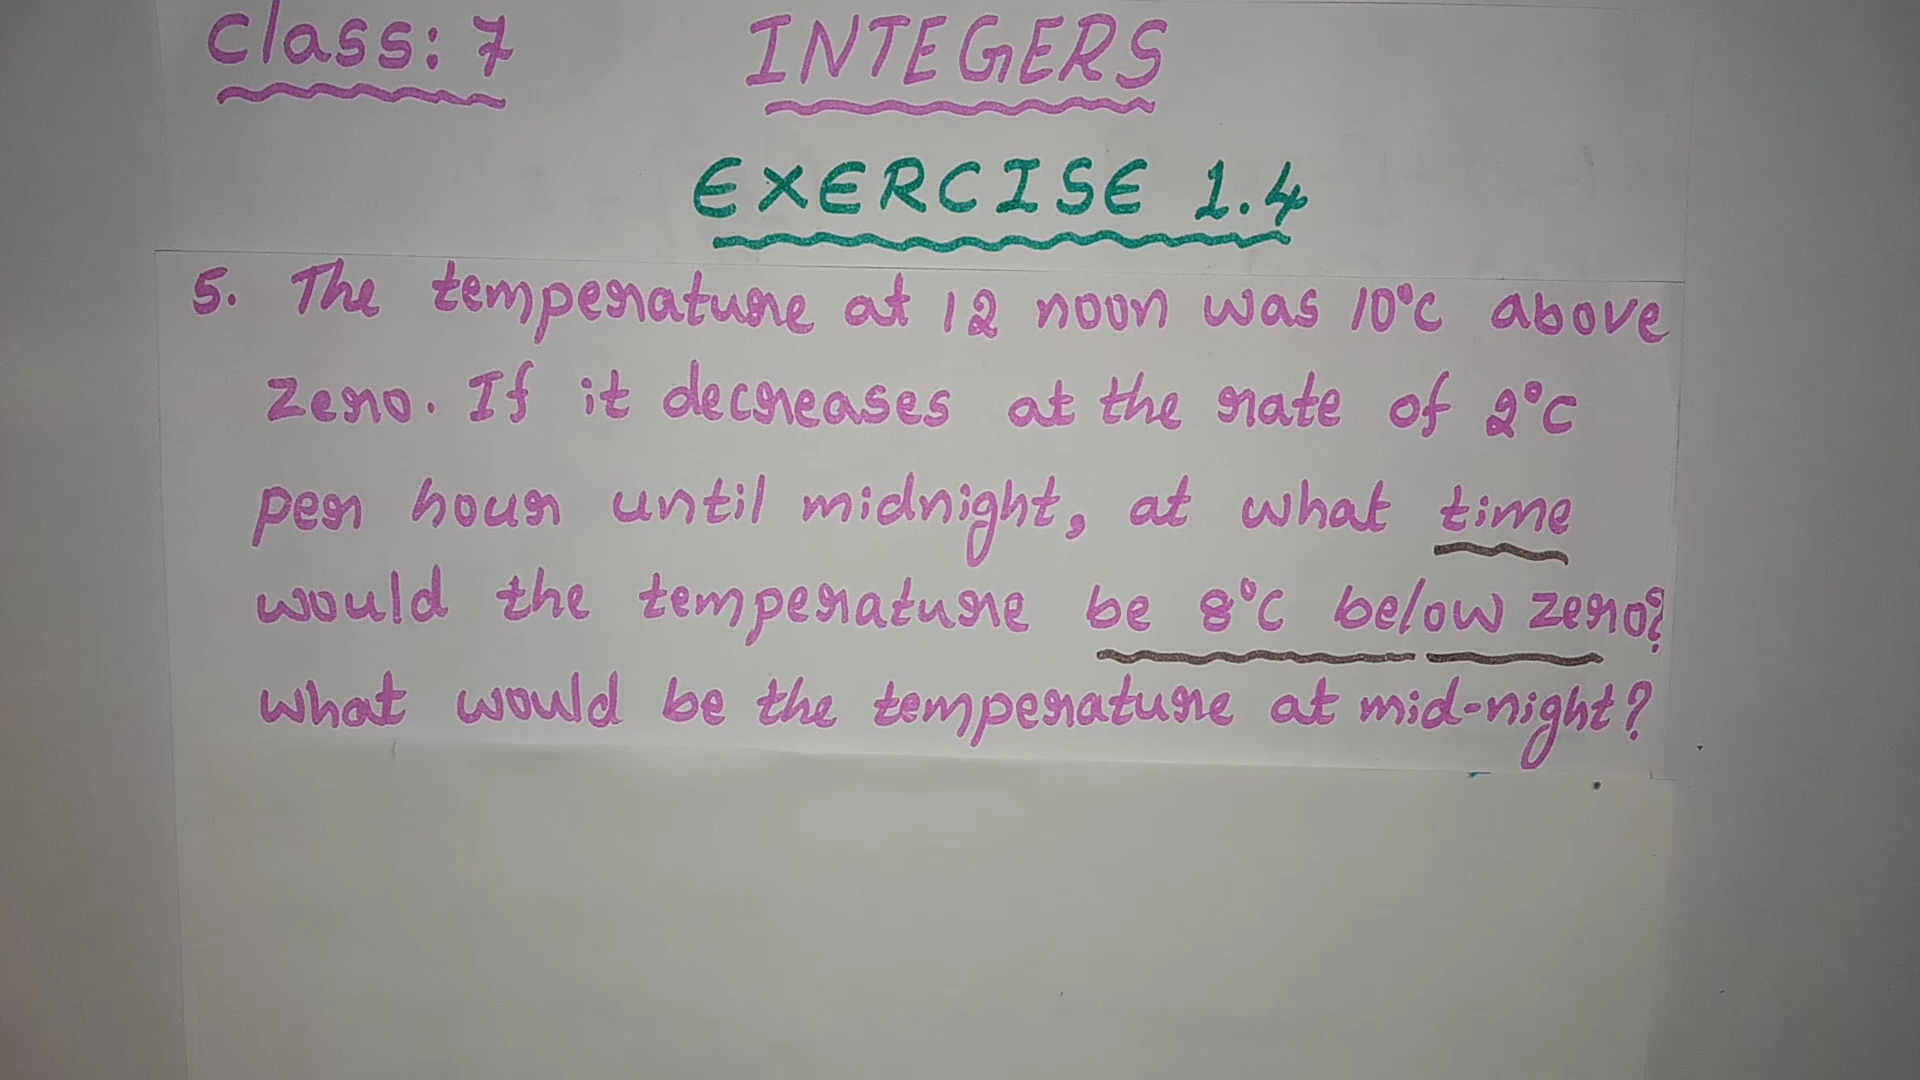 Class: 7 INTEGERS
EXERCISE 1.4
5. The temperature at 12 noon was 10°C above
zero. If it decreases at the rate of 2°C
per hour until midnight, at what time
would the temperature be 8°C below zero?
what would be the temperature at mid-night?